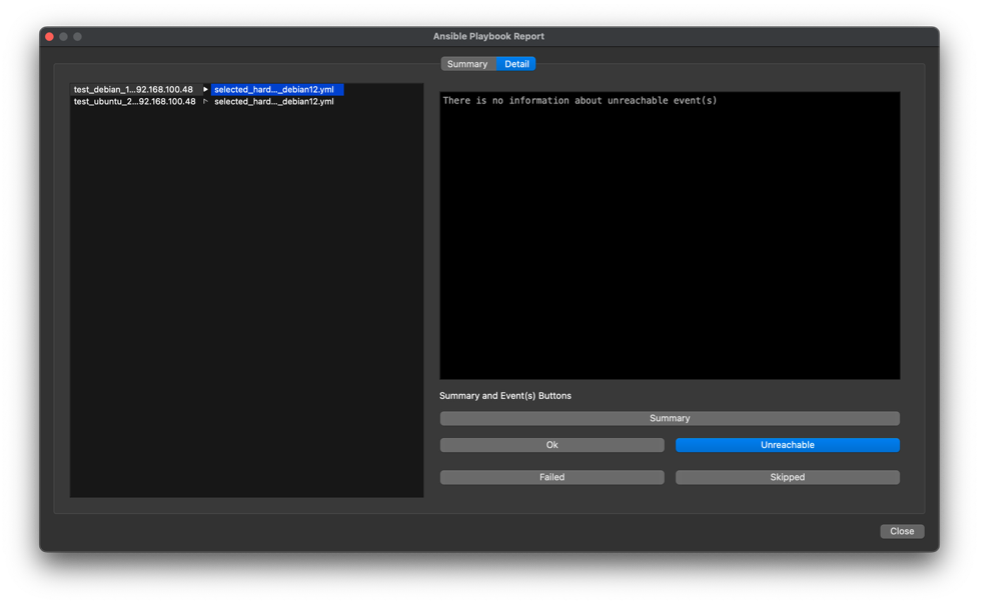 Ansible Playbook Report
Summary Detail
test_debian_1...92.168.100.48 selected_hard..._debian12.yml
test_ubuntu_2...92.168.100.48 selected_hard..._debian12.yml
There is no information about unreachable event(s)
Summary and Event(s) Buttons
Summary
Ok Unreachable
Failed Skipped
Close